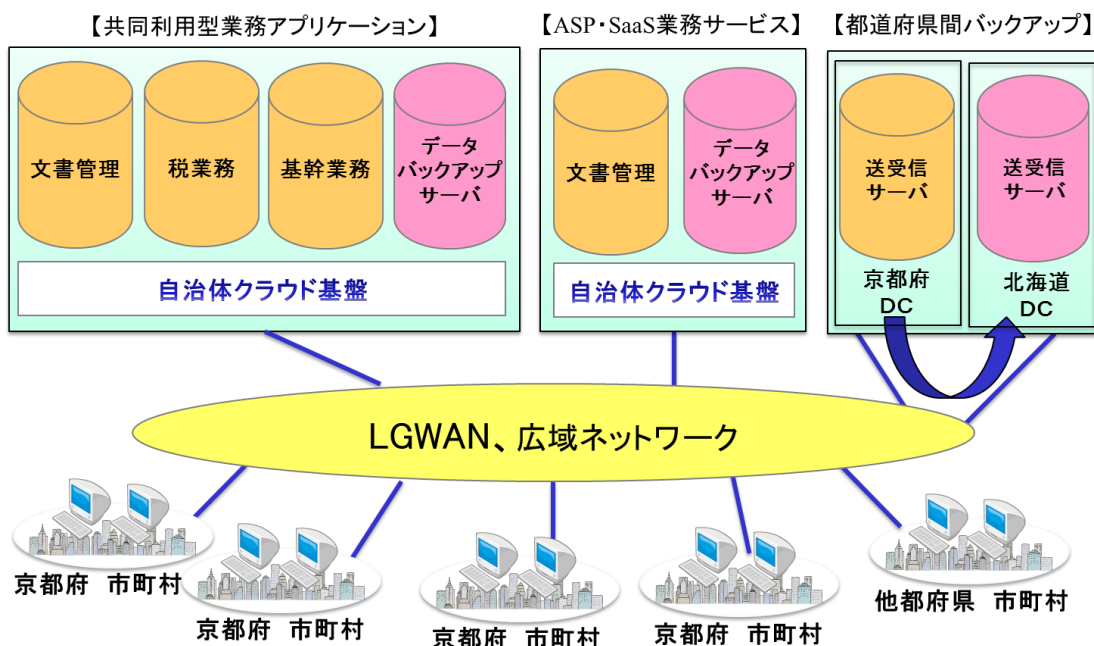 【共同利用型業務アプリケーション】
【ASP・SaaS業務サービス】
【都道府県間バックアップ】
文書管理
税業務
基幹業務
データ
バックアップ
サーバ
自治体クラウド基盤
文書管理
データ
バックアップ
サーバ
自治体クラウド基盤
送受信
サーバ
京都府
DC
送受信
サーバ
北海道
DC
LGWAN、広域ネットワーク
京都府 市町村
京都府 市町村
京都府 市町村
京都府 市町村
他都府県 市町村